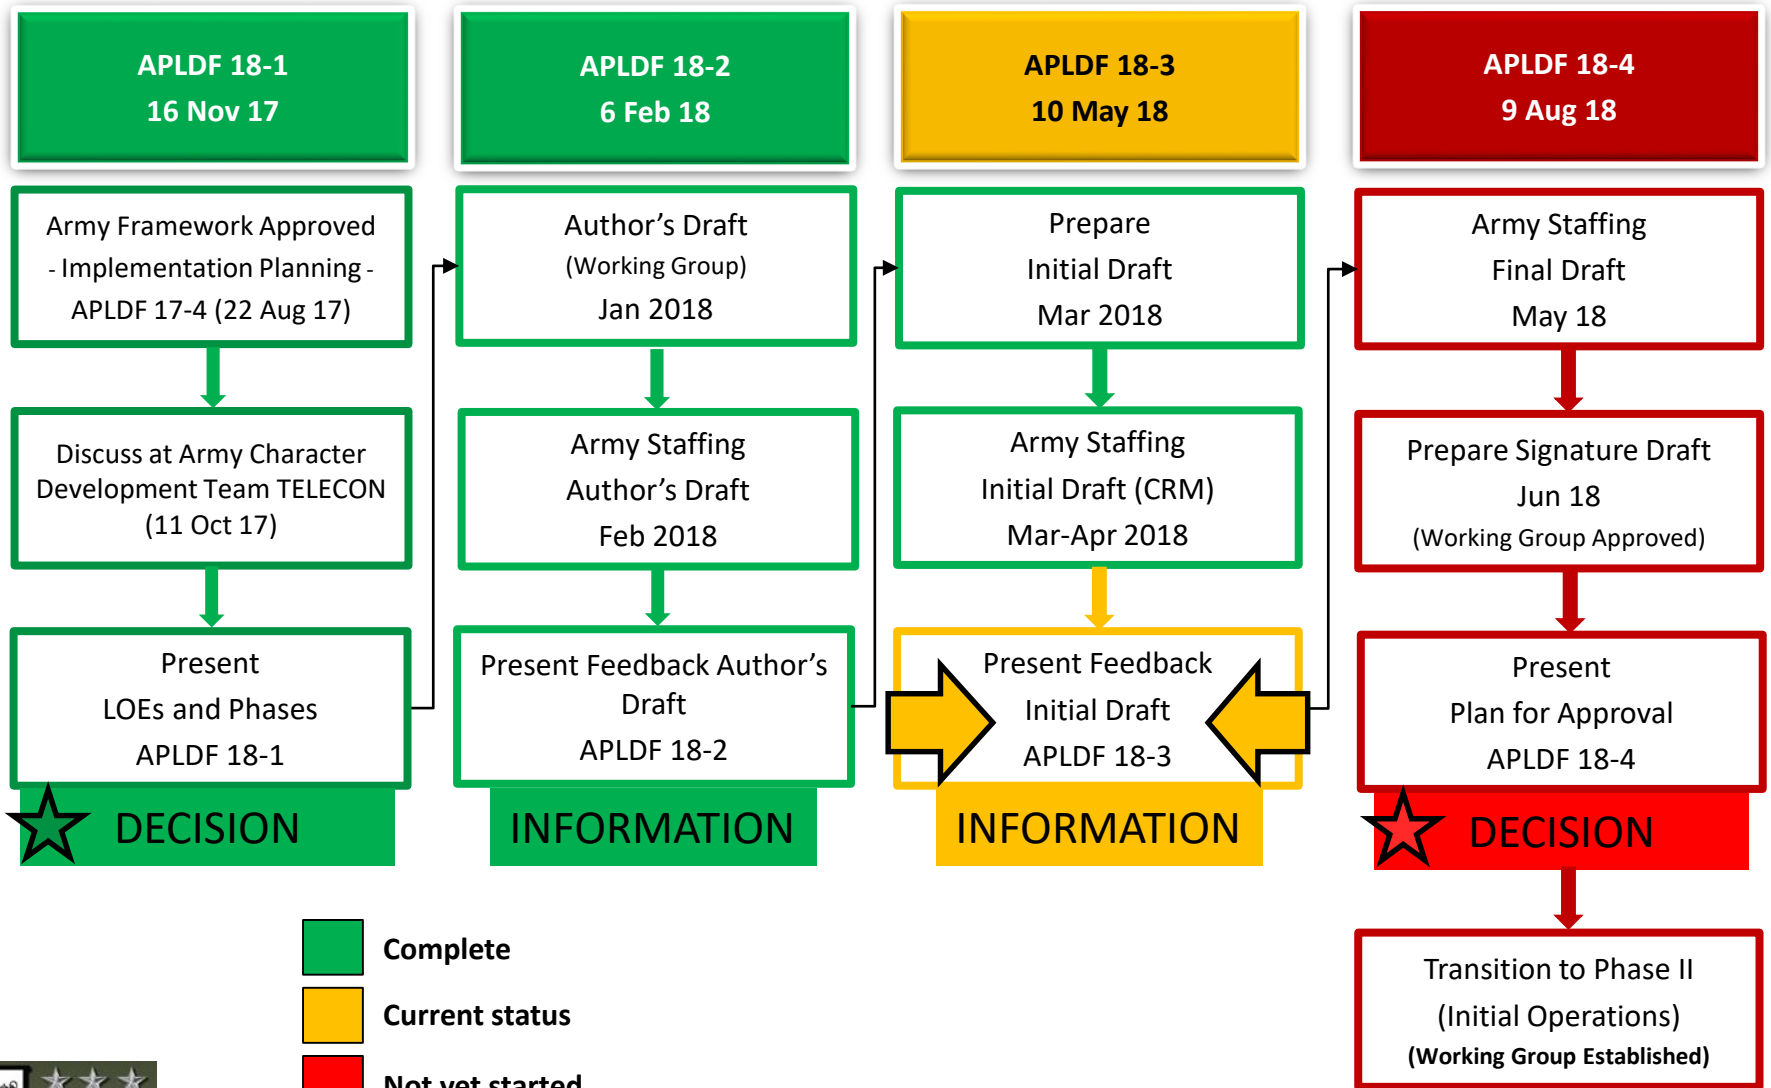 APLDF 18-1
16 Nov 17
APLDF 18-2
6 Feb 18
APLDF 18-3
10 May 18
APLDF 18-4
9 Aug 18
Army Framework Approved
- Implementation Planning -
APLDF 17-4 (22 Aug 17)
Discuss at Army Character
Development Team TELECON
(11 Oct 17)
Present
LOEs and Phases
APLDF 18-1
DECISION
Author’s Draft
(Working Group)
Jan 2018
Army Staffing
Author’s Draft
Feb 2018
Present Feedback Author’s
Draft
APLDF 18-2
INFORMATION
Prepare
Initial Draft
Mar 2018
Army Staffing
Initial Draft (CRM)
Mar-Apr 2018
Present Feedback
Initial Draft
APLDF 18-3
INFORMATION
Army Staffing
Final Draft
May 18
Prepare Signature Draft
Jun 18
(Working Group Approved)
Present
Plan for Approval
APLDF 18-4
DECISION
Transition to Phase II
(Initial Operations)
(Working Group Established)
Complete
Current status
Not yet started